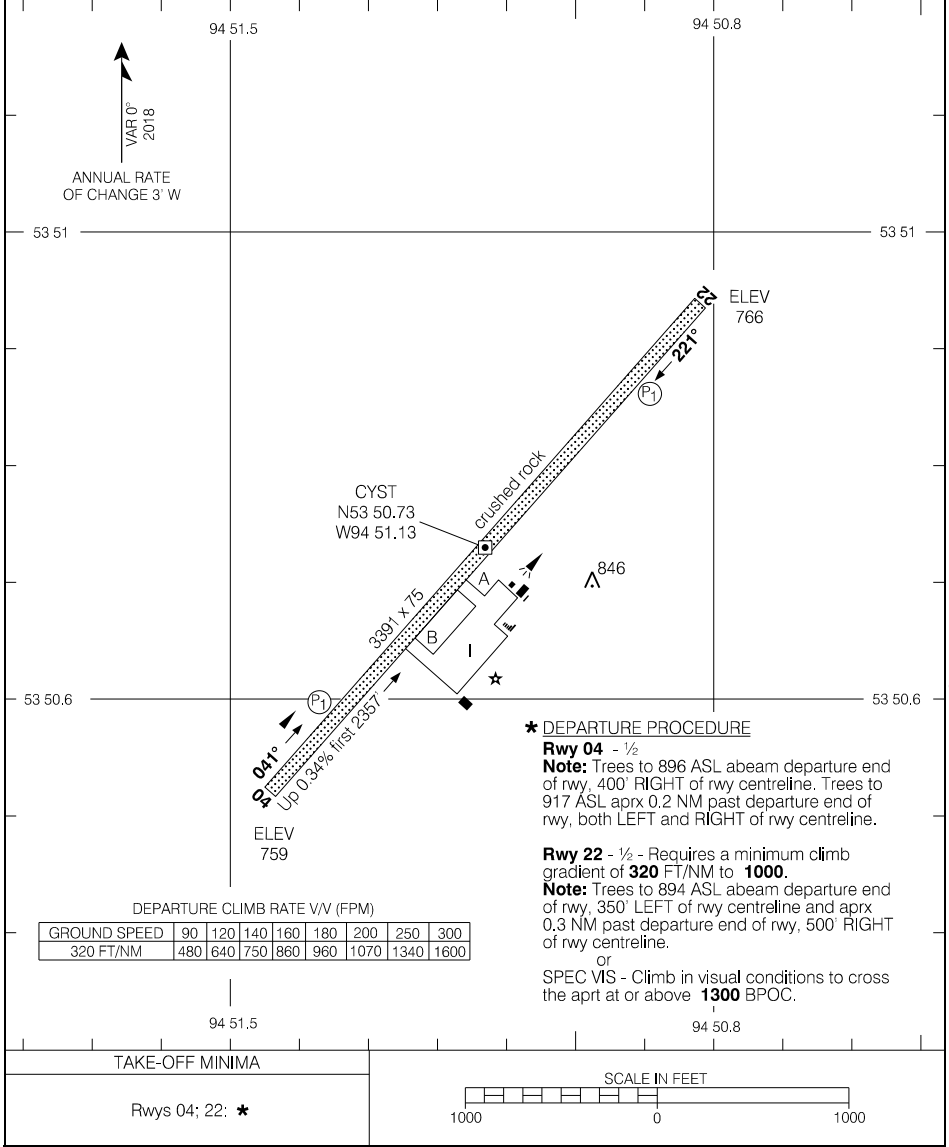 94 51.5
94 50.8
VAR 0°
2018
ANNUAL RATE
OF CHANGE 3' W
53 51
53 51
22
ELEV
766
221°
P1
crushed rock
CYST
N53 50.73
W94 51.13
A
846
3391 x 75
B
I
53 50.6
53 50.6
P1
041°
Up 0.34% first 2357'
04
ELEV
759
* DEPARTURE PROCEDURE
Rwy 04 - ½
Note: Trees to 896 ASL abeam departure end
of rwy, 400' RIGHT of rwy centreline. Trees to
917 ASL aprx 0.2 NM past departure end of
rwy, both LEFT and RIGHT of rwy centreline.
Rwy 22 - ½ - Requires a minimum climb
gradient of 320 FT/NM to 1000.
Note: Trees to 894 ASL abeam departure end
of rwy, 350' LEFT of rwy centreline and aprx
0.3 NM past departure end of rwy, 500' RIGHT
of rwy centreline.
or
SPEC VIS - Climb in visual conditions to cross
the aprt at or above 1300 BPOC.
DEPARTURE CLIMB RATE V/V (FPM)
GROUND SPEED 90 120 140 160 180 200 250 300
320 FT/NM 480 640 750 860 960 1070 1340 1600
94 51.5
94 50.8
TAKE-OFF MINIMA
Rwys 04; 22: *
SCALE IN FEET
1000 0 1000